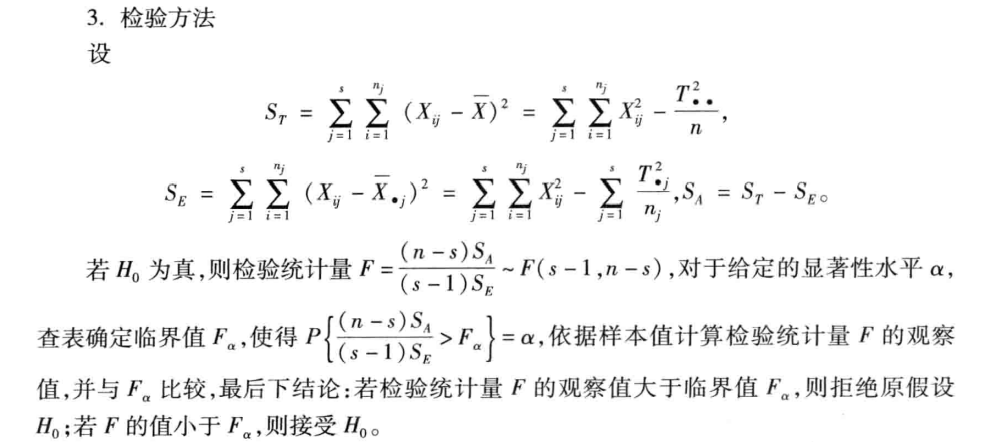 3. 检验方法
设
$S_T = \sum_{j=1}^{s} \sum_{i=1}^{n_j} (X_{ij} - \overline{X})^2 = \sum_{j=1}^{s} \sum_{i=1}^{n_j} X_{ij}^2 - \frac{T_{\bullet\bullet}^2}{n},$
$S_E = \sum_{j=1}^{s} \sum_{i=1}^{n_j} (X_{ij} - \overline{X}_{\bullet j})^2 = \sum_{j=1}^{s} \sum_{i=1}^{n_j} X_{ij}^2 - \sum_{j=1}^{s} \frac{T_{\bullet j}^2}{n_j}, S_A = S_T - S_E$。
若 $H_0$ 为真,则检验统计量 $F = \frac{(n-s)S_A}{(s-1)S_E} \sim F(s-1, n-s)$,对于给定的显著性水平 α,
查表确定临界值 $F_\alpha$,使得 $P\left\{\frac{(n-s)S_A}{(s-1)S_E} > F_\alpha\right\} = \alpha$,依据样本值计算检验统计量 F 的观察
值,并与 $F_\alpha$ 比较,最后下结论:若检验统计量 F 的观察值大于临界值 $F_\alpha$,则拒绝原假设
$H_0$;若 F 的值小于 $F_\alpha$,则接受 $H_0$。